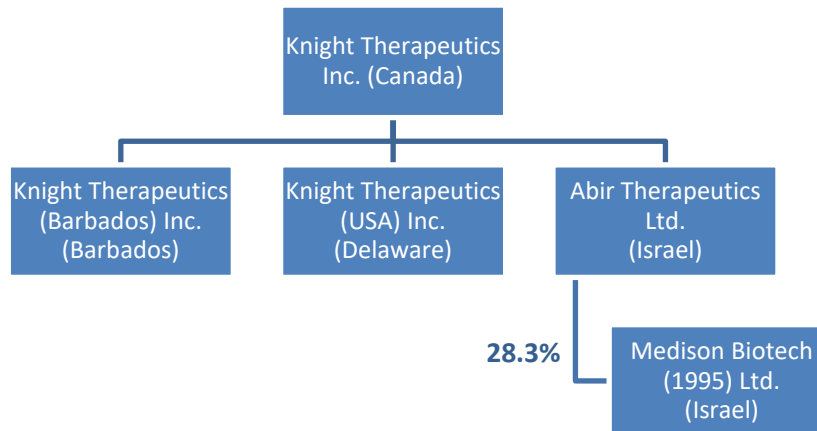 Knight Therapeutics
Inc. (Canada)
Knight Therapeutics
(Barbados) Inc.
(Barbados)
Knight Therapeutics
(USA) Inc.
(Delaware)
Abir Therapeutics
Ltd.
(Israel)
28.3%
Medison Biotech
(1995) Ltd.
(Israel)